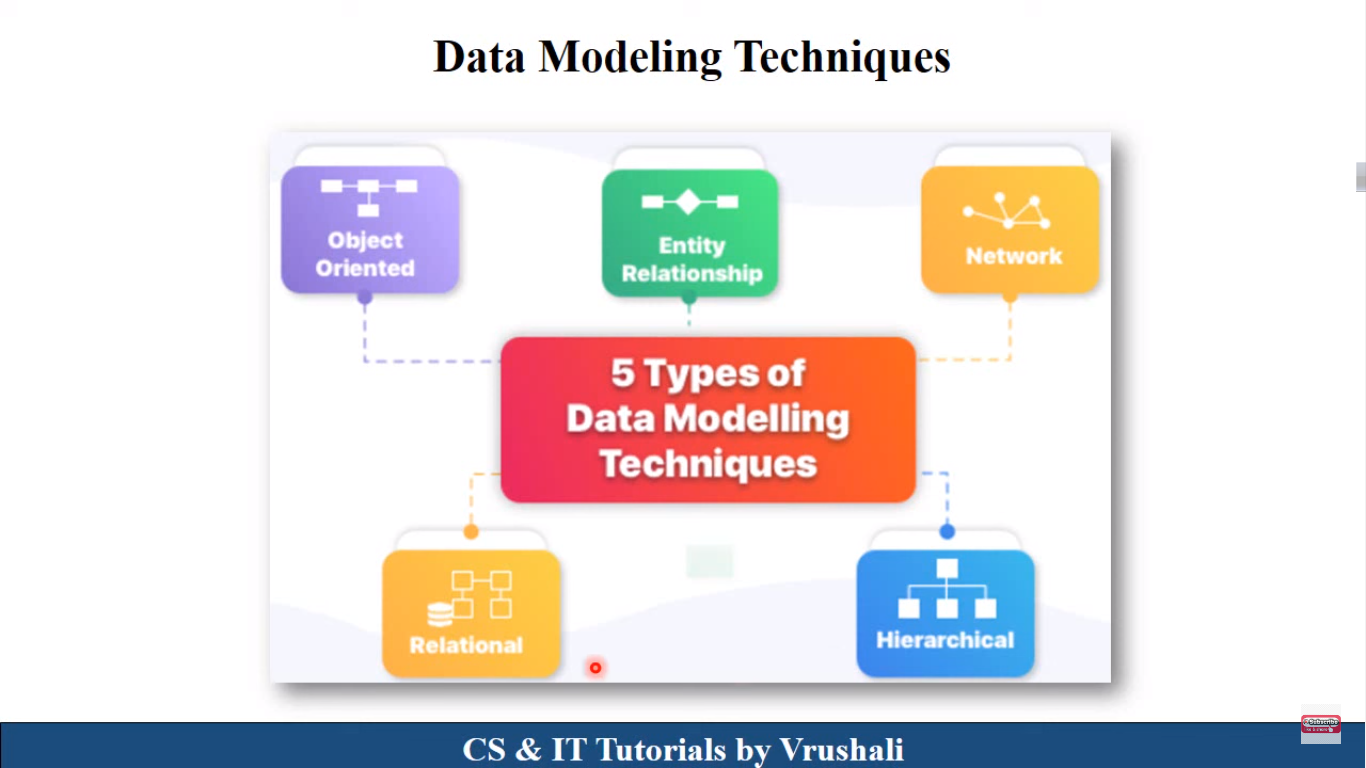 Data Modeling Techniques
Object
Oriented
Entity
Relationship
Network
5 Types of
Data Modelling
Techniques
Relational
Hierarchical
CS & IT Tutorials by Vrushali
Subscribe